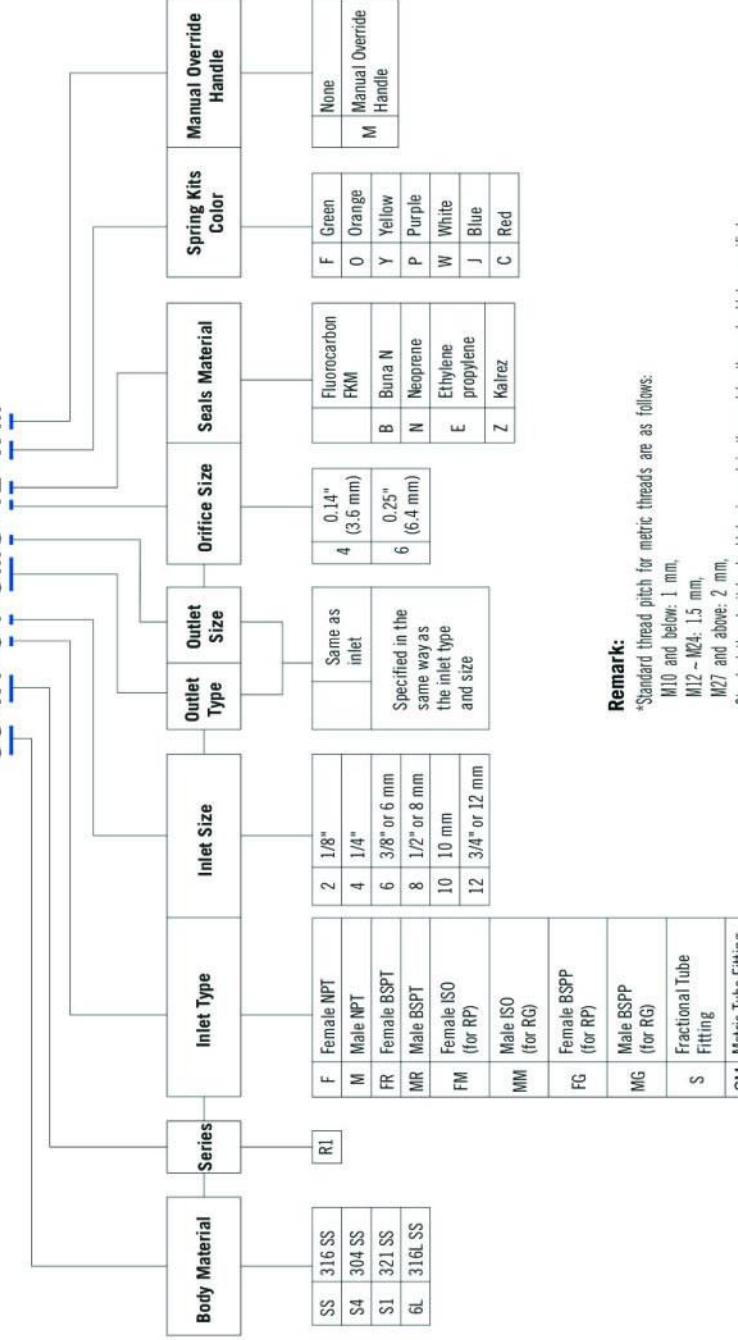 Body Material
SS 316 SS
S4 304 SS
S1 321 SS
6L 316L SS
Series
R1
Inlet Type
F Female NPT
M Male NPT
FR Female BSPT
MR Male BSPT
FM Female ISO
(for RP)
MM Male ISO
(for RG)
FG Female BSPP
(for RP)
MG Male BSPP
(for RG)
S Fractional Tube
Fitting
Metric Tube Fitting
Inlet Size
2 1/8"
4 1/4"
6 3/8" or 6 mm
8 1/2" or 8 mm
10 10 mm
12 3/4" or 12 mm
Outlet
Type
Outlet
Size
Same as
inlet
Specified in the
same way as
the inlet type
and size
Orifice Size
4 0.14"
(3.6 mm)
6 0.25"
(6.4 mm)
Seals Material
Fluorocarbon
FKM
B Buna N
N Neoprene
E Ethylene
propylene
Z Kalrez
Spring Kits
Color
F Green
O Orange
Y Yellow
P Purple
W White
J Blue
C Red
Manual Override
Handle
None
M Manual Override
Handle
Remark:
*Standard thread pitch for metric threads are as follows:
M10 and below: 1 mm,
M12 ~ M24: 1.5 mm,
M27 and above: 2 mm,